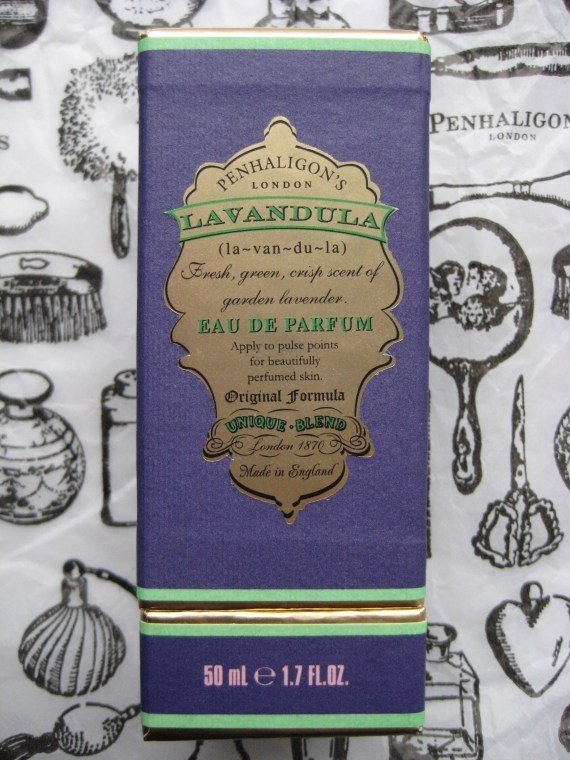 PENHALIGON'S
LONDON
LAVANDULA
(la~van~du~la)
Fresh, green, crisp scent of
garden lavender.
EAU DE PARFUM
Apply to pulse points
for beautifully
perfumed skin.
Original Formula
UNIQUE · BLEND
London 1870
Made in England
50 mL ℮ 1.7 FL.OZ.
PENHALIGON'S
LONDON
S